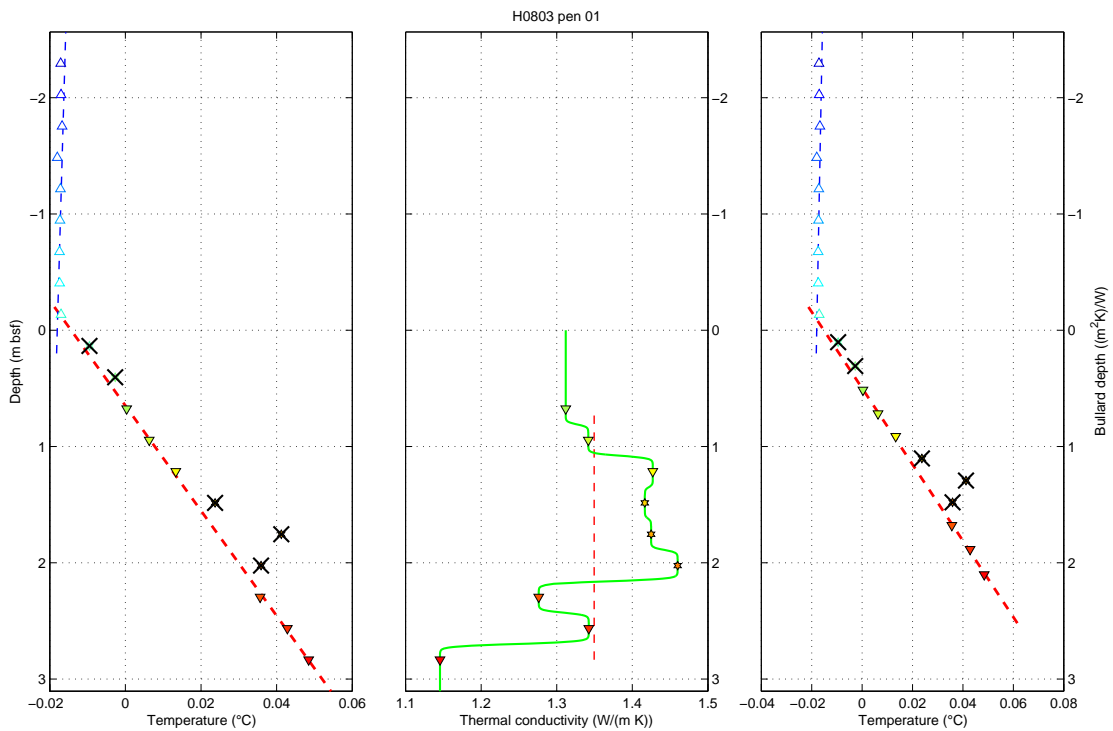 H0803 pen 01
−2
−1
0
1
2
3
−0.02 0 0.02 0.04 0.06
Temperature (°C)
Depth (m bsf)
−2
−1
0
1
2
3
1.1 1.2 1.3 1.4 1.5
Thermal conductivity (W/(m K))
−2
−1
0
1
2
3
−0.04 −0.02 0 0.02 0.04 0.06 0.08
Temperature (°C)
Bullard depth ((m²K)/W)